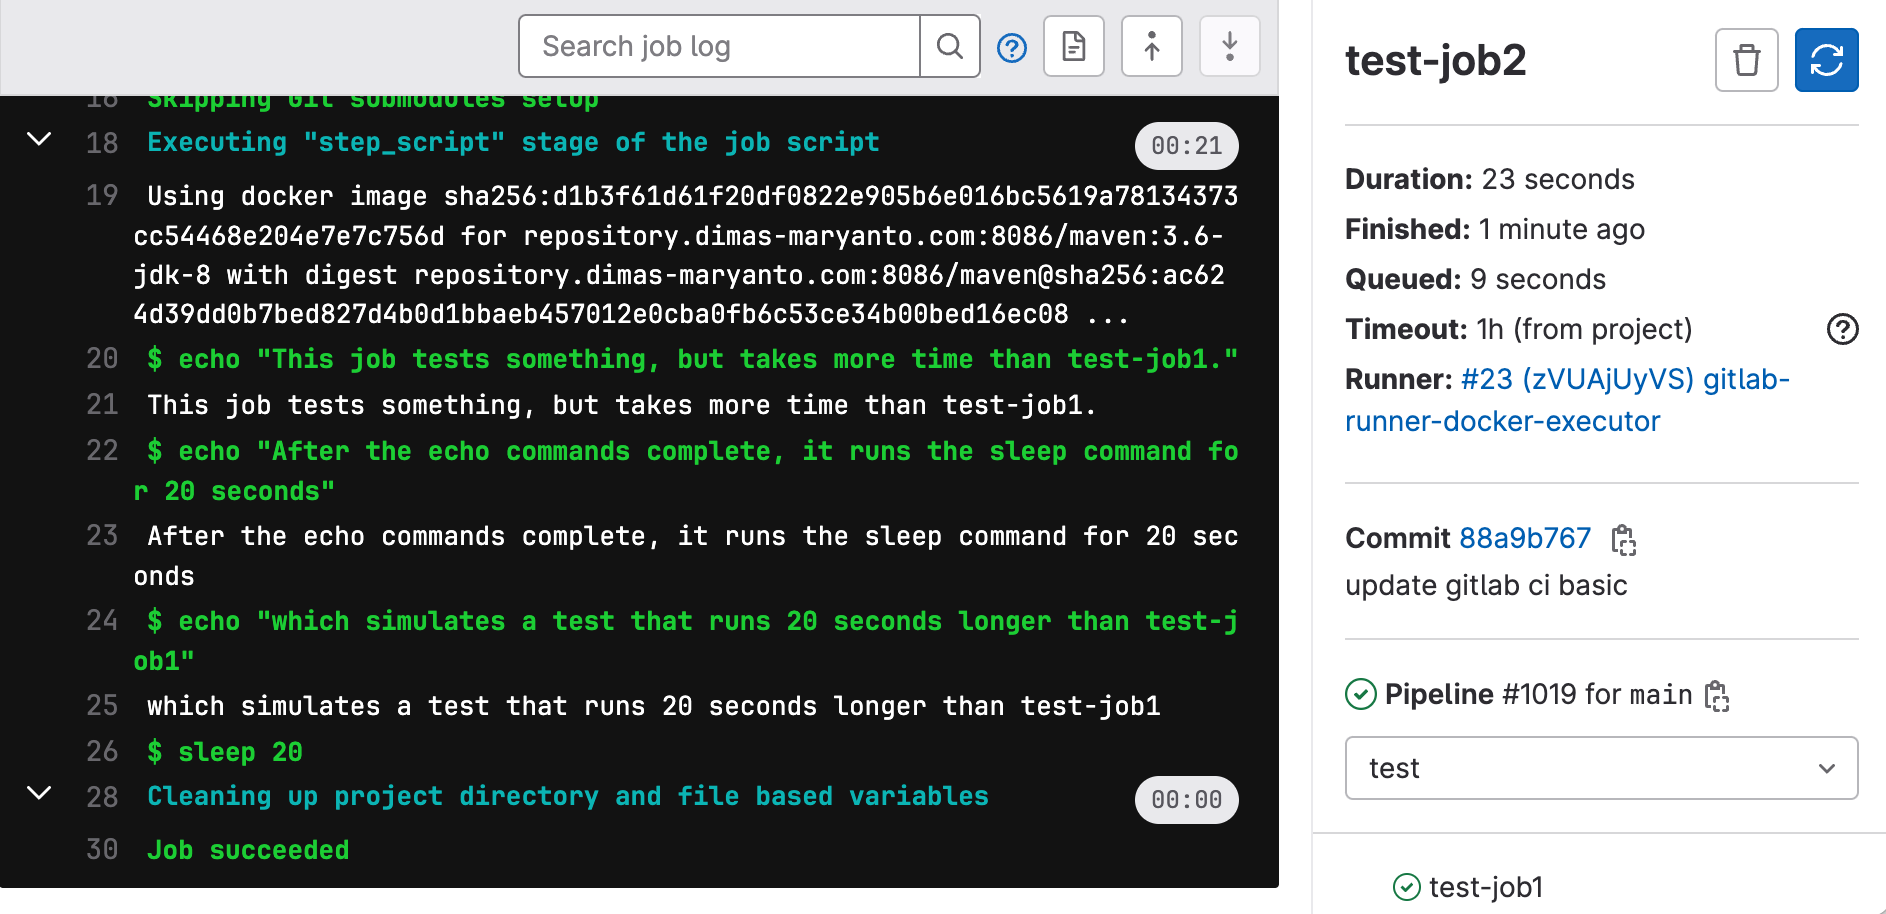 Search job log
16 Skipping Git submodules setup
18 Executing "step_script" stage of the job script 00:21
19 Using docker image sha256:d1b3f61d61f20df0822e905b6e016bc5619a78134373
cc54468e204e7e7c756d for repository.dimas-maryanto.com:8086/maven:3.6-
jdk-8 with digest repository.dimas-maryanto.com:8086/maven@sha256:ac62
4d39dd0b7bed827d4b0d1bbaeb457012e0cba0fb6c53ce34b00bed16ec08 ...
20 $ echo "This job tests something, but takes more time than test-job1."
21 This job tests something, but takes more time than test-job1.
22 $ echo "After the echo commands complete, it runs the sleep command fo
r 20 seconds"
23 After the echo commands complete, it runs the sleep command for 20 sec
onds
24 $ echo "which simulates a test that runs 20 seconds longer than test-j
ob1"
25 which simulates a test that runs 20 seconds longer than test-job1
26 $ sleep 20
28 Cleaning up project directory and file based variables 00:00
30 Job succeeded
test-job2
Duration: 23 seconds
Finished: 1 minute ago
Queued: 9 seconds
Timeout: 1h (from project)
Runner: #23 (zVUAjUyVS) gitlab-
runner-docker-executor
Commit 88a9b767
update gitlab ci basic
Pipeline #1019 for main
test
test-job1